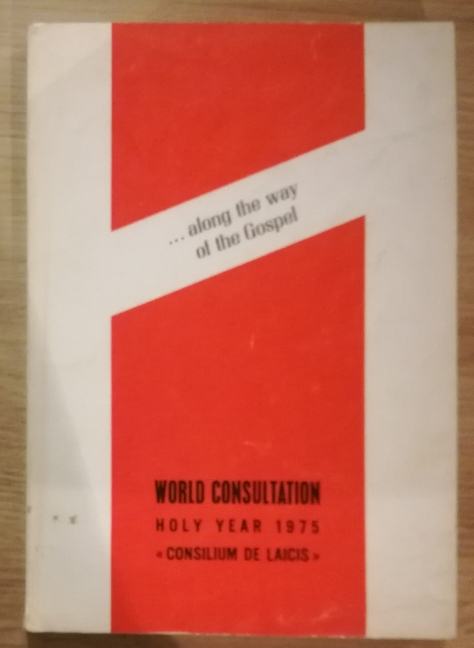 ... along the way
of the Gospel
WORLD CONSULTATION
HOLY YEAR 1975
«CONSILIUM DE LAICIS»